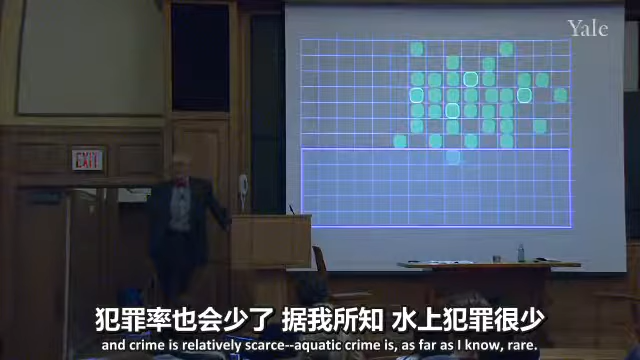 Yale
EXIT
犯罪率也会少了 据我所知 水上犯罪很少
and crime is relatively scarce--aquatic crime is, as far as I know, rare.